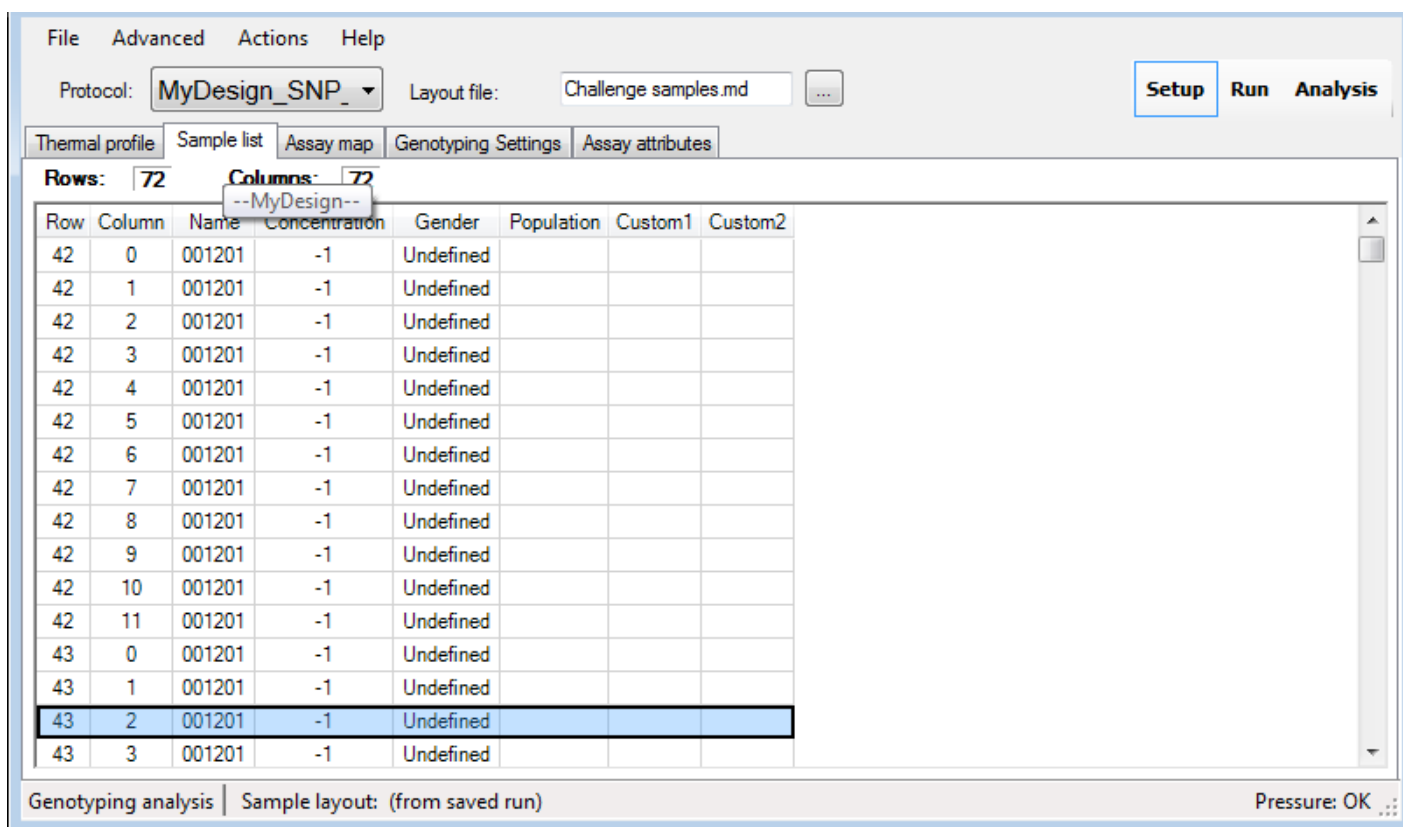 File Advanced Actions Help
Protocol: MyDesign_SNP_ Layout file: Challenge samples.md ... Setup Run Analysis
Thermal profile Sample list Assay map Genotyping Settings Assay attributes
Rows: 72 Columns: 72
--MyDesign--
Row Column Name Concentration Gender Population Custom1 Custom2
42 0 001201 -1 Undefined
42 1 001201 -1 Undefined
42 2 001201 -1 Undefined
42 3 001201 -1 Undefined
42 4 001201 -1 Undefined
42 5 001201 -1 Undefined
42 6 001201 -1 Undefined
42 7 001201 -1 Undefined
42 8 001201 -1 Undefined
42 9 001201 -1 Undefined
42 10 001201 -1 Undefined
42 11 001201 -1 Undefined
43 0 001201 -1 Undefined
43 1 001201 -1 Undefined
43 2 001201 -1 Undefined
43 3 001201 -1 Undefined
Genotyping analysis Sample layout: (from saved run) Pressure: OK